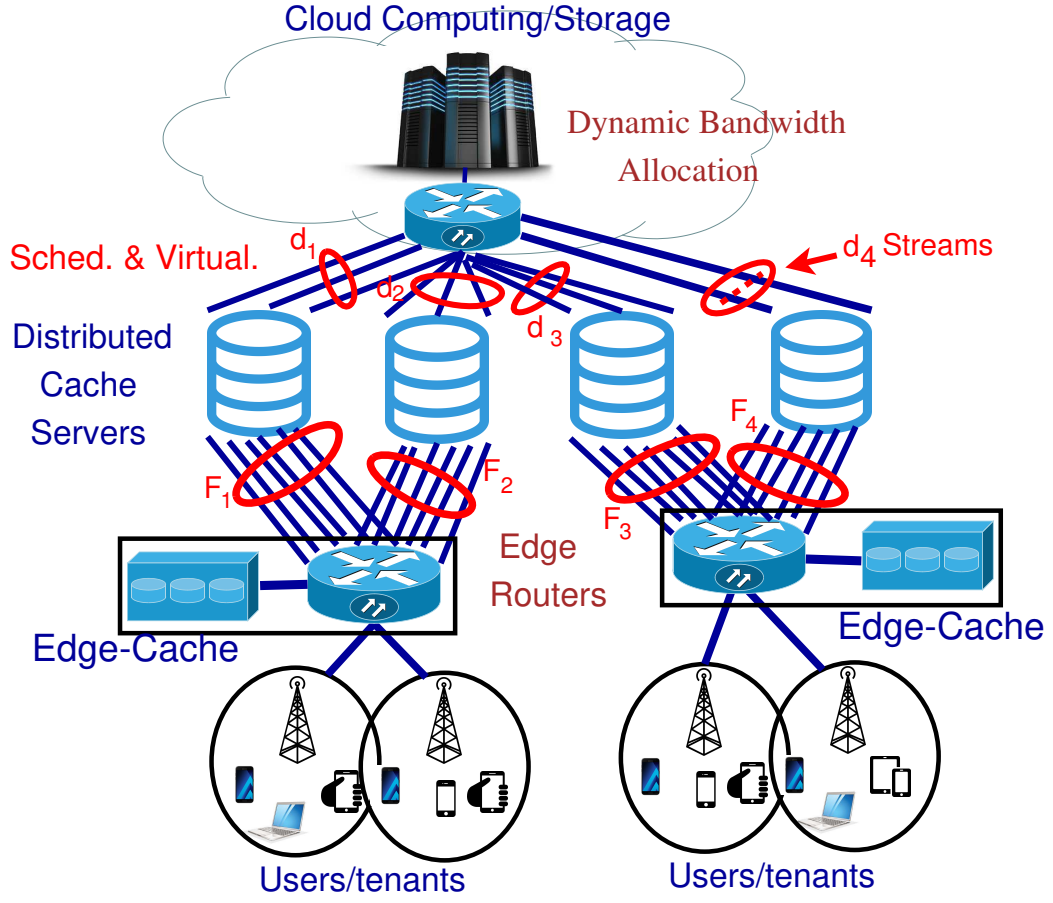 Cloud Computing/Storage
Dynamic Bandwidth
Allocation
Sched. & Virtual.
d1
d2
d 3
d4 Streams
Distributed
Cache
Servers
F1
F2
F3
F4
Edge
Routers
Edge-Cache
Edge-Cache
Users/tenants
Users/tenants